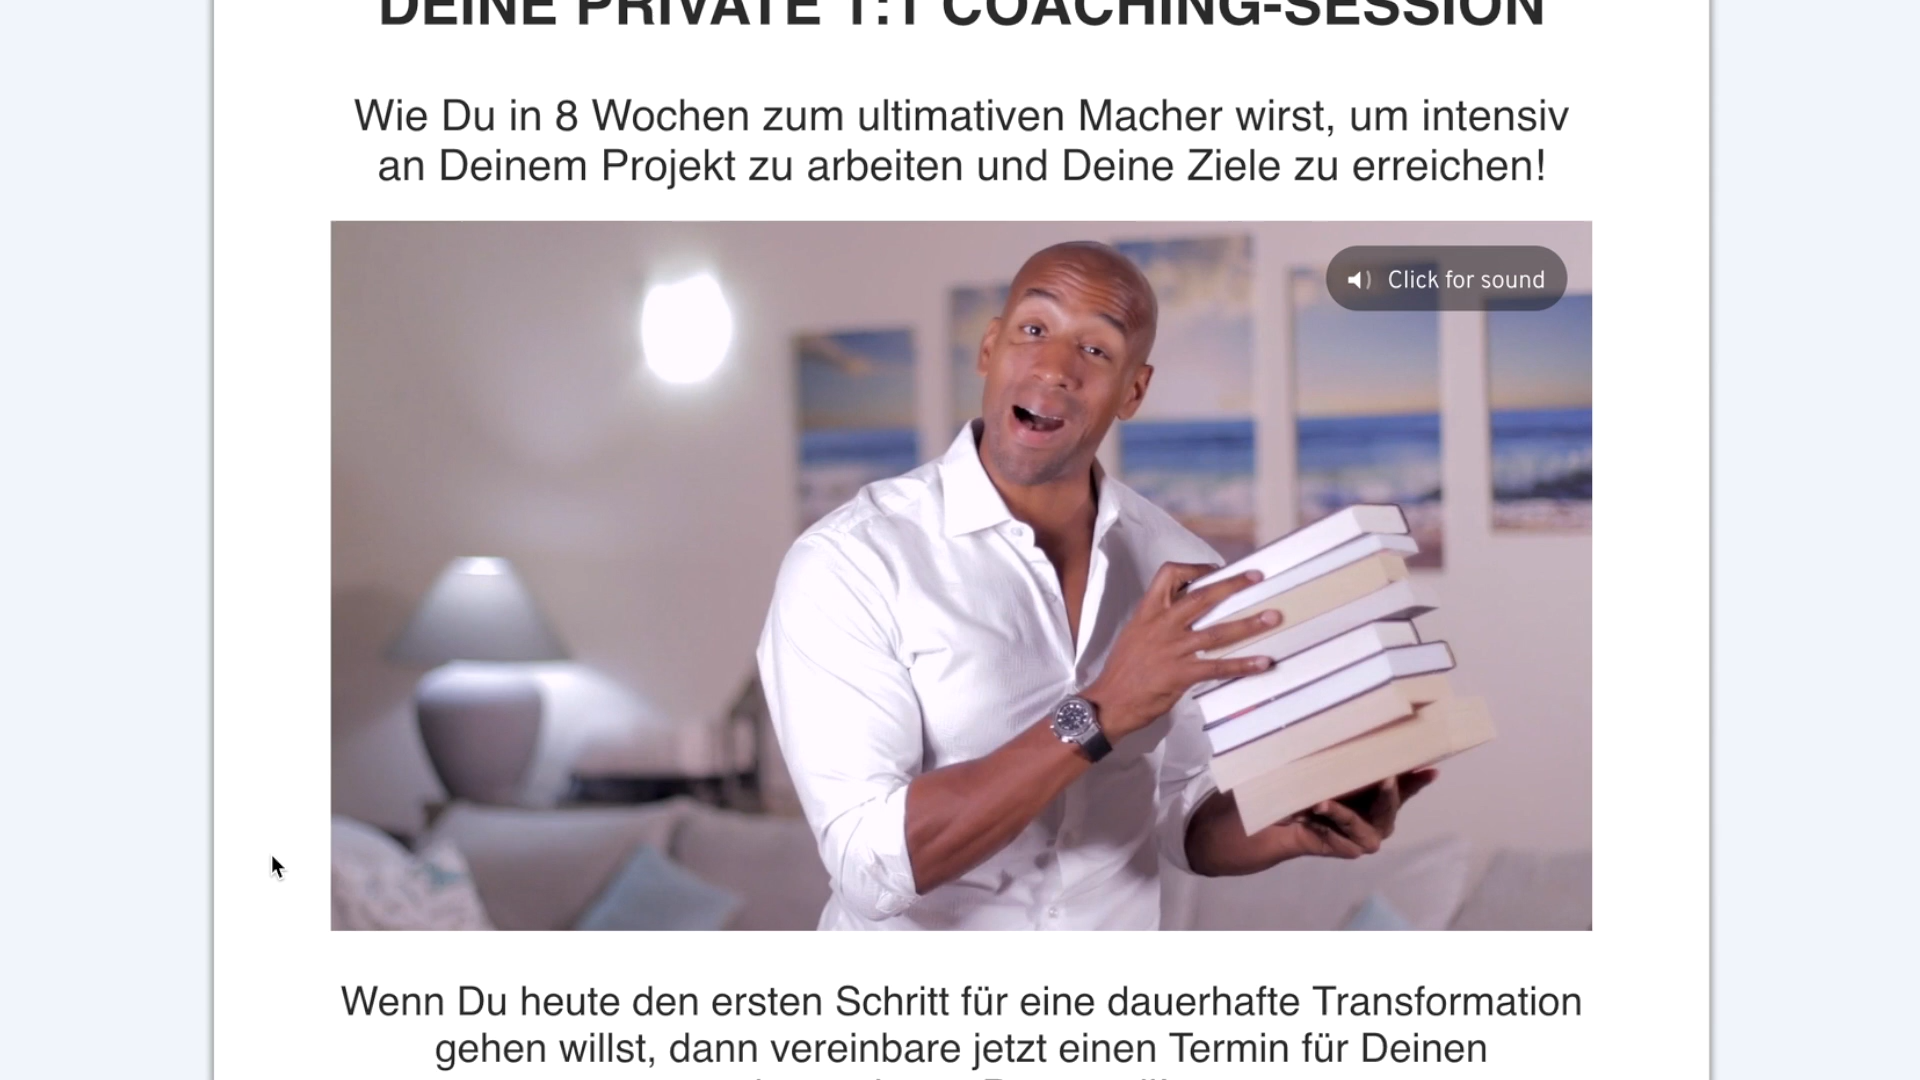 DEINE PRIVATE 1:1 COACHING-SESSION
Wie Du in 8 Wochen zum ultimativen Macher wirst, um intensiv
an Deinem Projekt zu arbeiten und Deine Ziele zu erreichen!
Click for sound
Wenn Du heute den ersten Schritt für eine dauerhafte Transformation
gehen willst, dann vereinbare jetzt einen Termin für Deinen